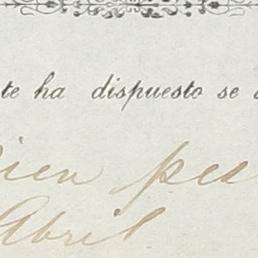 te ha dispuesto se
cien pes
Abril